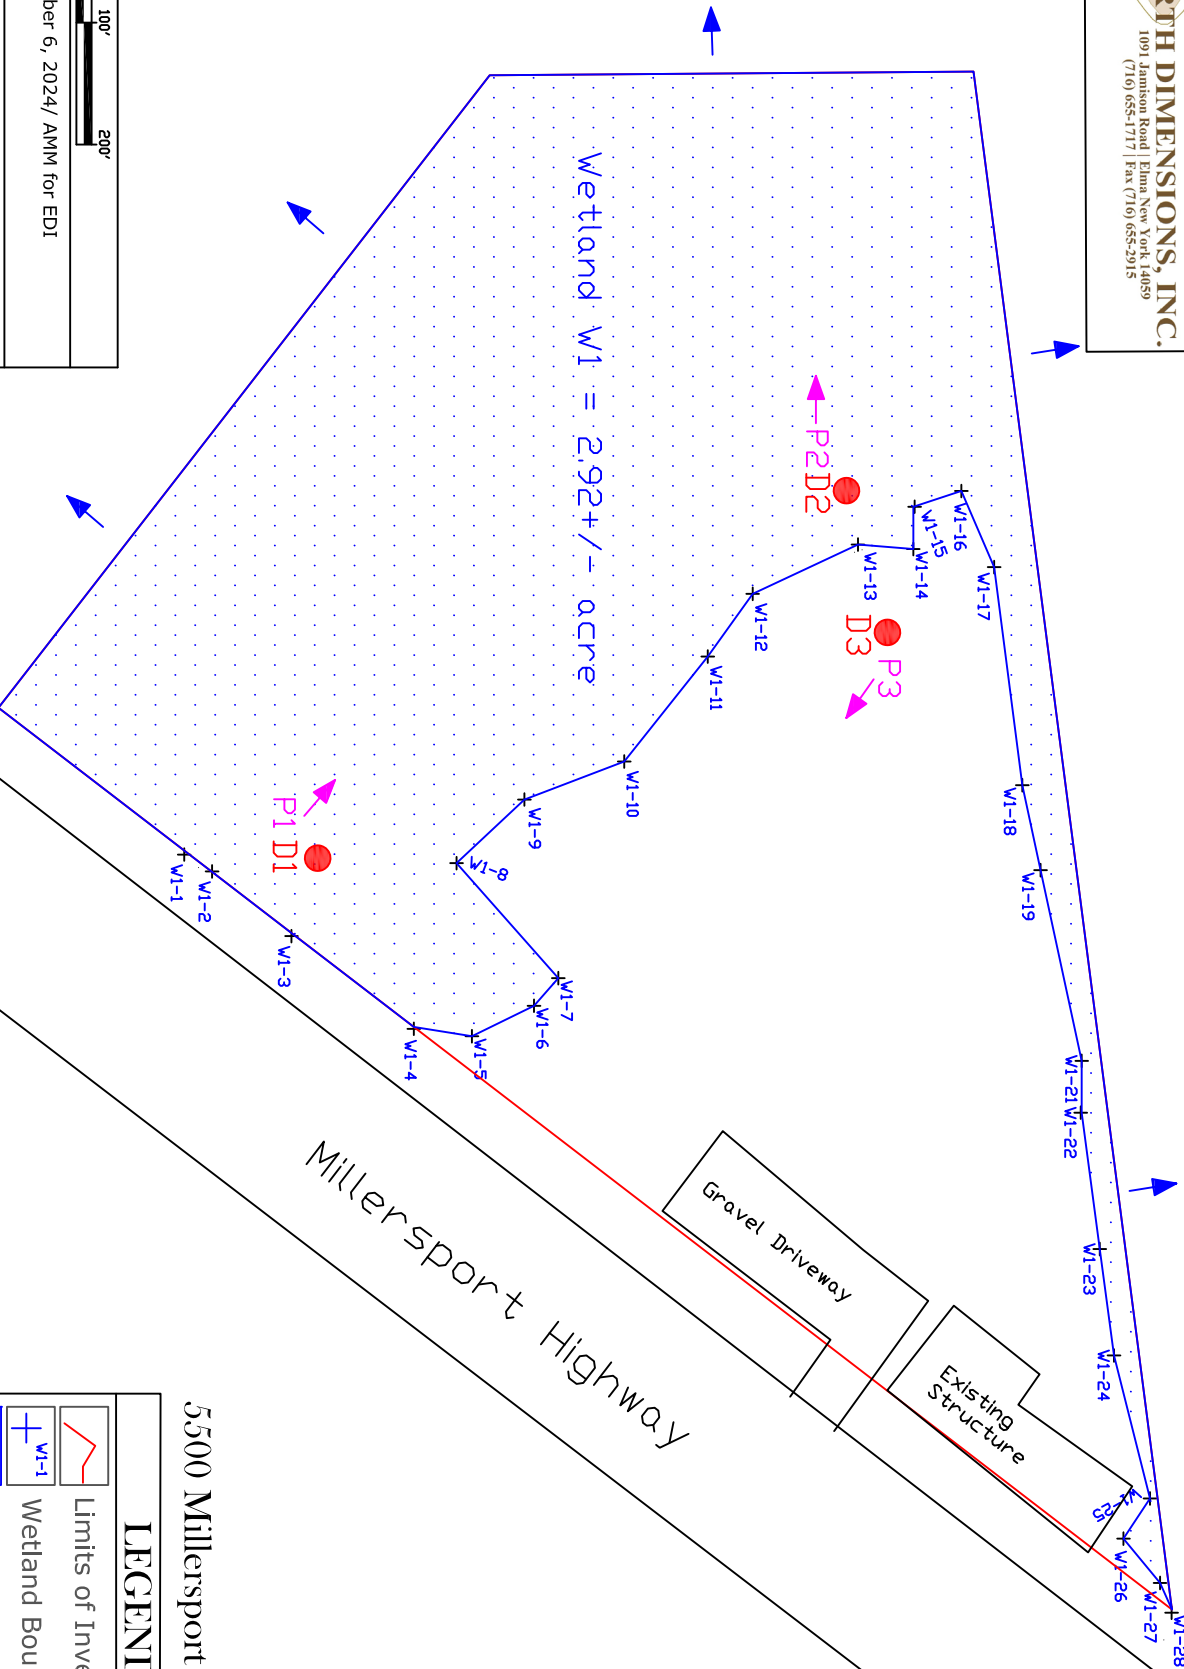 RTH DIMENSIONS, INC.
1091 Jamison Road | Elma New York 14059
(716) 655-1717 | Fax (716) 655-2915
100'
200'
ber 6, 2024/ AMM for EDI
Wetland W1 = 2.92+/- acre
P2
D2
D3
P3
P1
D1
W1-1
W1-2
W1-3
W1-4
W1-5
W1-6
W1-7
W1-8
W1-9
W1-10
W1-11
W1-12
W1-13
W1-14
W1-15
W1-16
W1-17
W1-18
W1-19
W1-21
W1-22
W1-23
W1-24
W1-25
W1-26
W1-27
W1-28
Gravel Driveway
Existing
Structure
Millersport Highway
5500 Millersport
LEGEN
Limits of Inve
W1-1
Wetland Bou